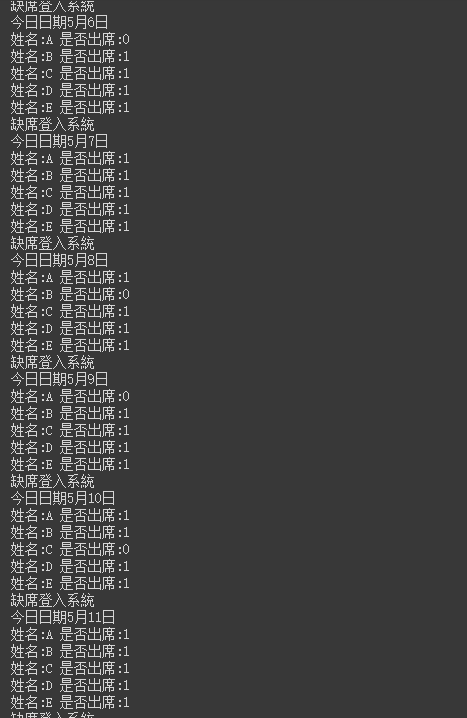 缺席登入系統
今日日期5月6日
姓名:A 是否出席:0
姓名:B 是否出席:1
姓名:C 是否出席:1
姓名:D 是否出席:1
姓名:E 是否出席:1
缺席登入系統
今日日期5月7日
姓名:A 是否出席:1
姓名:B 是否出席:1
姓名:C 是否出席:1
姓名:D 是否出席:1
姓名:E 是否出席:1
缺席登入系統
今日日期5月8日
姓名:A 是否出席:1
姓名:B 是否出席:0
姓名:C 是否出席:1
姓名:D 是否出席:1
姓名:E 是否出席:1
缺席登入系統
今日日期5月9日
姓名:A 是否出席:0
姓名:B 是否出席:1
姓名:C 是否出席:1
姓名:D 是否出席:1
姓名:E 是否出席:1
缺席登入系統
今日日期5月10日
姓名:A 是否出席:1
姓名:B 是否出席:1
姓名:C 是否出席:0
姓名:D 是否出席:1
姓名:E 是否出席:1
缺席登入系統
今日日期5月11日
姓名:A 是否出席:1
姓名:B 是否出席:1
姓名:C 是否出席:1
姓名:D 是否出席:1
姓名:E 是否出席:1